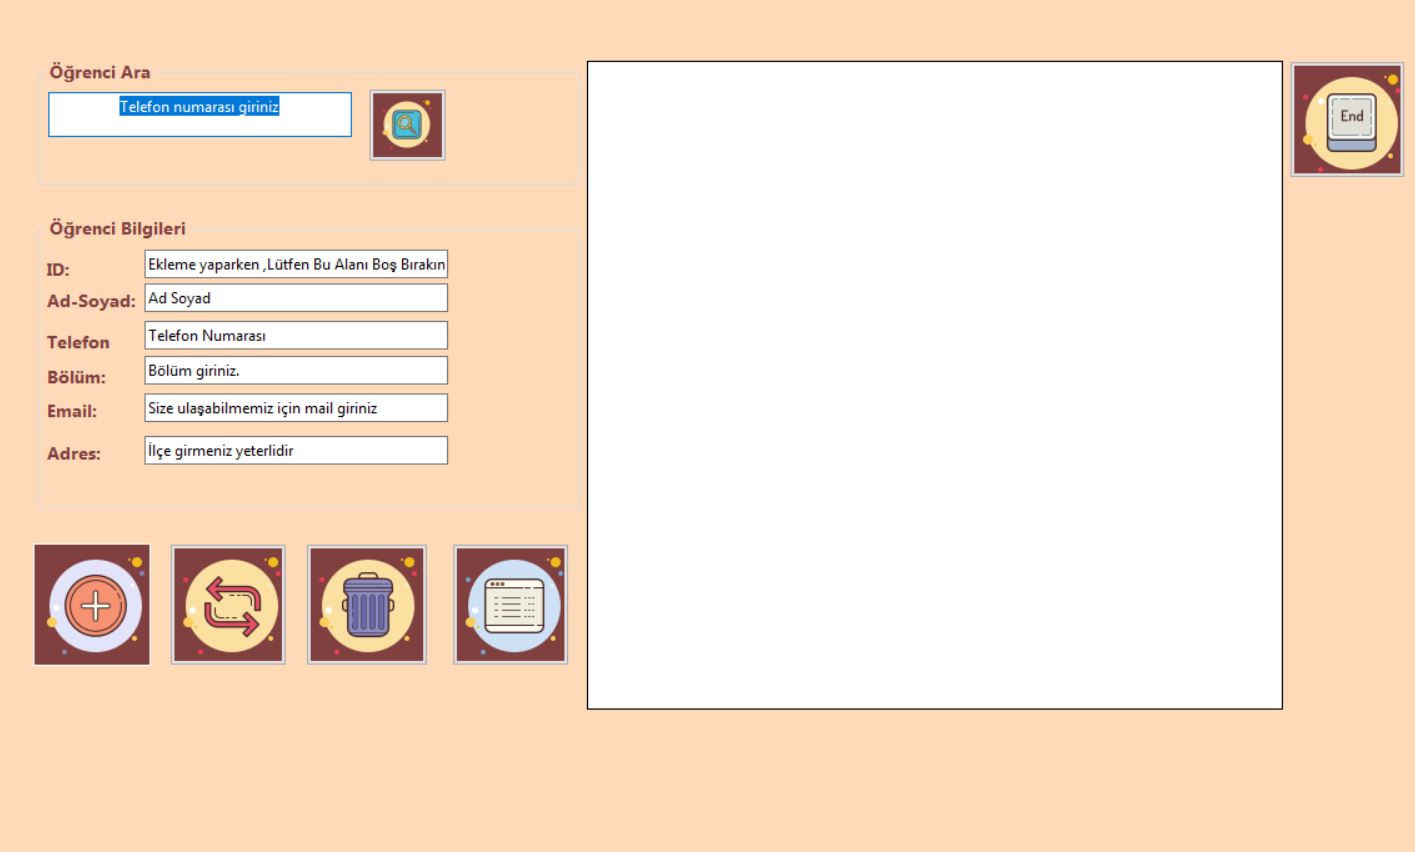 Öğrenci Ara
Telefon numarası giriniz
End
Öğrenci Bilgileri
ID:
Ekleme yaparken ,Lütfen Bu Alanı Boş Bırakın
Ad-Soyad:
Ad Soyad
Telefon
Telefon Numarası
Bölüm:
Bölüm giriniz.
Email:
Size ulaşabilmemiz için mail giriniz
Adres:
İlçe girmeniz yeterlidir